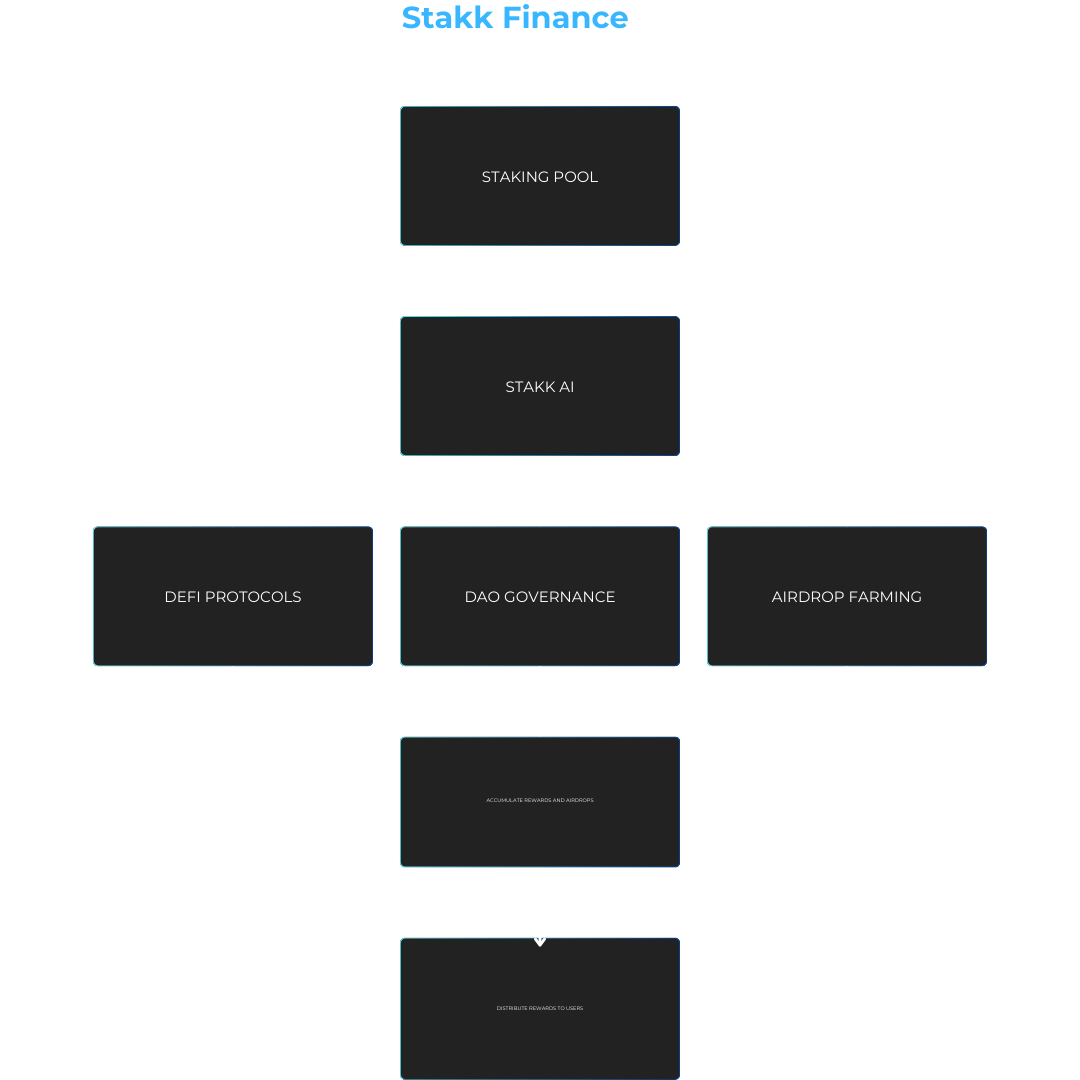 Stakk Finance
STAKING POOL
STAKK AI
DEFI PROTOCOLS
DAO GOVERNANCE
AIRDROP FARMING
ACCUMULATE REWARDS AND AIRDROPS
DISTRIBUTE REWARDS TO USERS